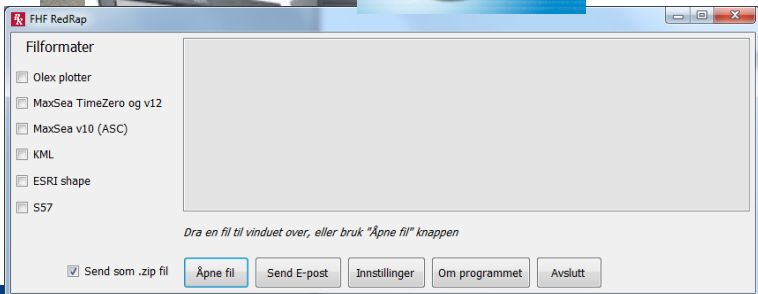 FHF RedRap
Filformater
Olex plotter
MaxSea TimeZero og v12
MaxSea v10 (ASC)
KML
ESRI shape
S57
Dra en fil til vinduet over, eller bruk "Åpne fil" knappen
Send som .zip fil
Åpne fil
Send E-post
Innstillinger
Om programmet
Avslutt